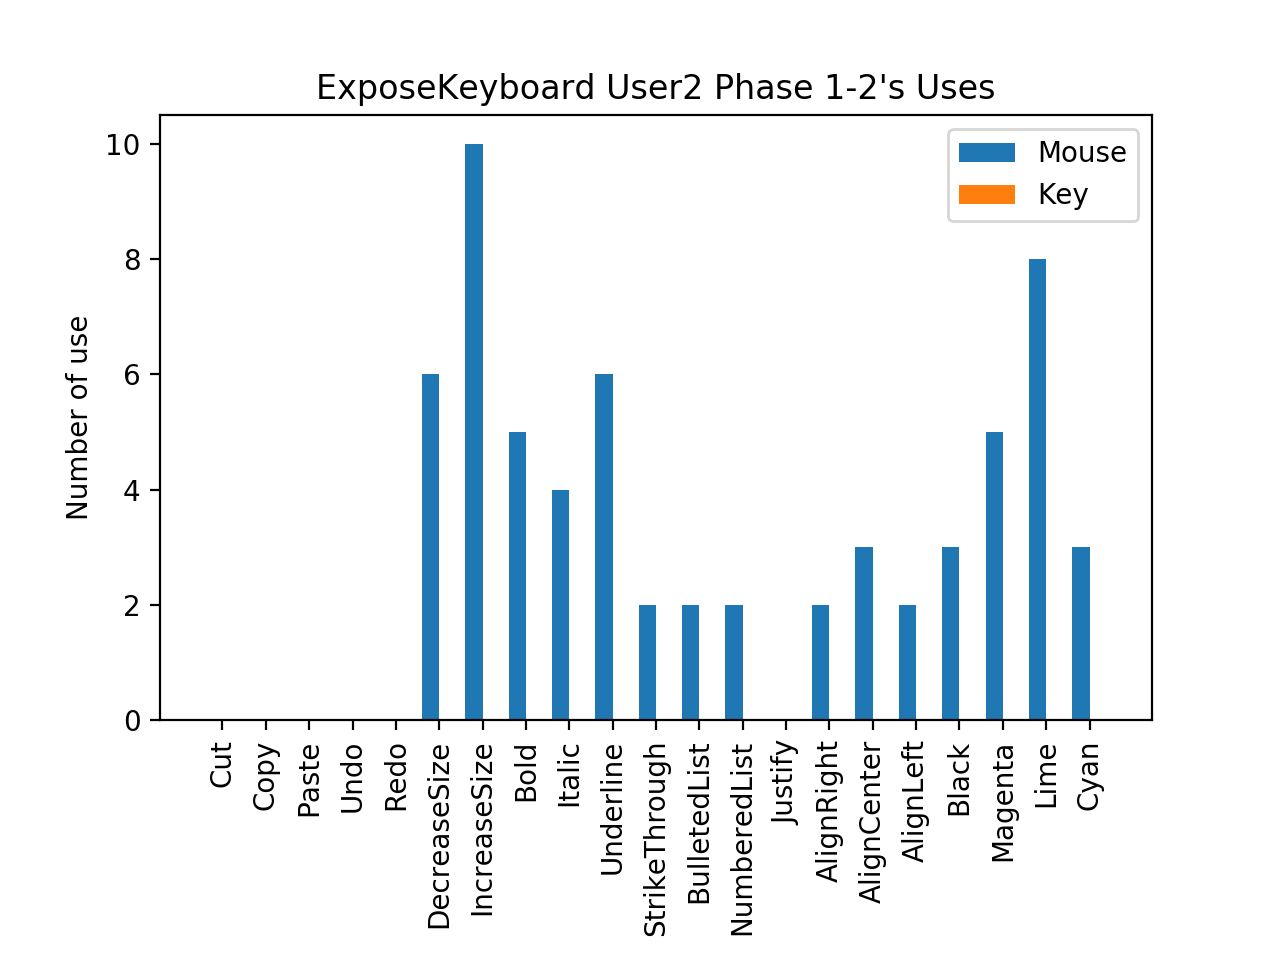 ExposeKeyboard User2 Phase 1-2's Uses
Mouse
Key
Number of use
10
8
6
4
2
0
Cut
Copy
Paste
Undo
Redo
DecreaseSize
IncreaseSize
Bold
Italic
Underline
StrikeThrough
BulletedList
NumberedList
Justify
AlignRight
AlignCenter
AlignLeft
Black
Magenta
Lime
Cyan